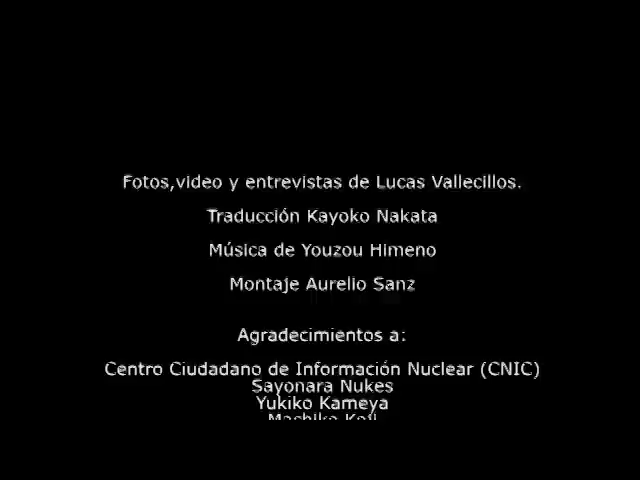 Fotos,video y entrevistas de Lucas Vallecillos.
Traducción Kayoko Nakata
Música de Youzou Himeno
Montaje Aurelio Sanz
Agradecimientos a:
Centro Ciudadano de Información Nuclear (CNIC)
Sayonara Nukes
Yukiko Kameya